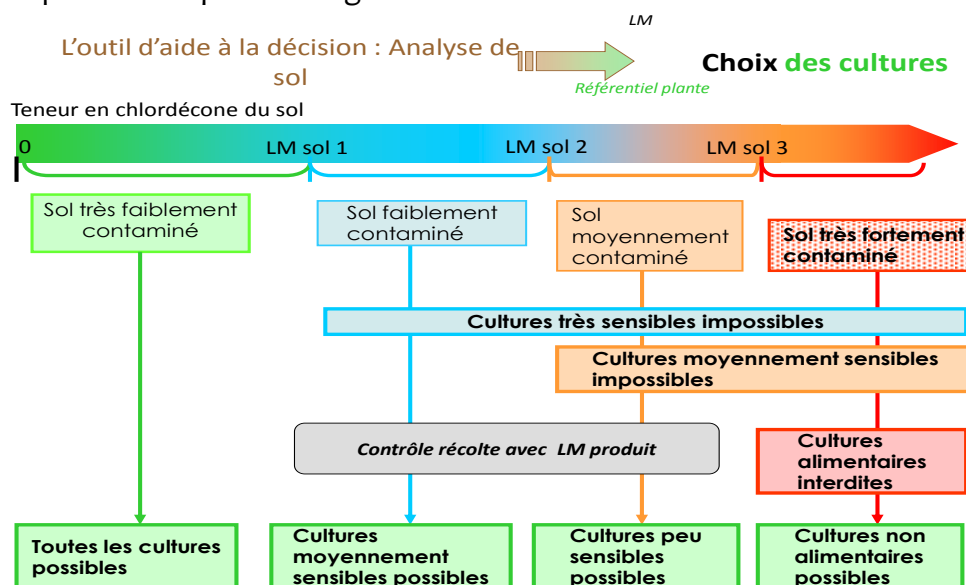 LM
L’outil d’aide à la décision : Analyse de
sol
Référentiel plante
Choix des cultures
Teneur en chlordécone du sol
0
LM sol 1
LM sol 2
LM sol 3
Sol très faiblement
contaminé
Sol faiblement
contaminé
Sol
moyennement
contaminé
Sol très fortement
contaminé
Cultures très sensibles impossibles
Cultures moyennement sensibles
impossibles
Contrôle récolte avec LM produit
Cultures
alimentaires
interdites
Toutes les cultures
possibles
Cultures
moyennement
sensibles possibles
Cultures peu
sensibles
possibles
Cultures non
alimentaires
possibles